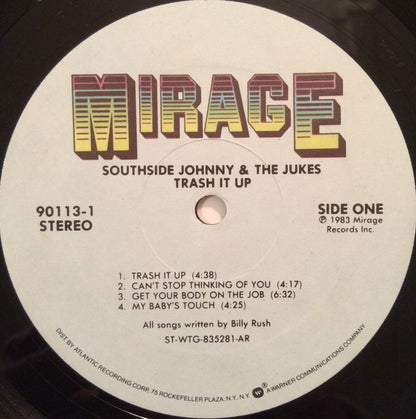 MIRAGE
SOUTHSIDE JOHNNY & THE JUKES
TRASH IT UP
90113-1
STEREO
SIDE ONE
℗ 1983 Mirage
Records Inc.
1. TRASH IT UP (4:38)
2. CAN'T STOP THINKING OF YOU (4:17)
3. GET YOUR BODY ON THE JOB (6:32)
4. MY BABY'S TOUCH (4:25)
All songs written by Billy Rush
ST-WTG-835281-AR
DIST. BY ATLANTIC RECORDING CORP. 75 ROCKEFELLER PLAZA, N.Y. N.Y. W ® A WARNER COMMUNICATIONS COMPANY